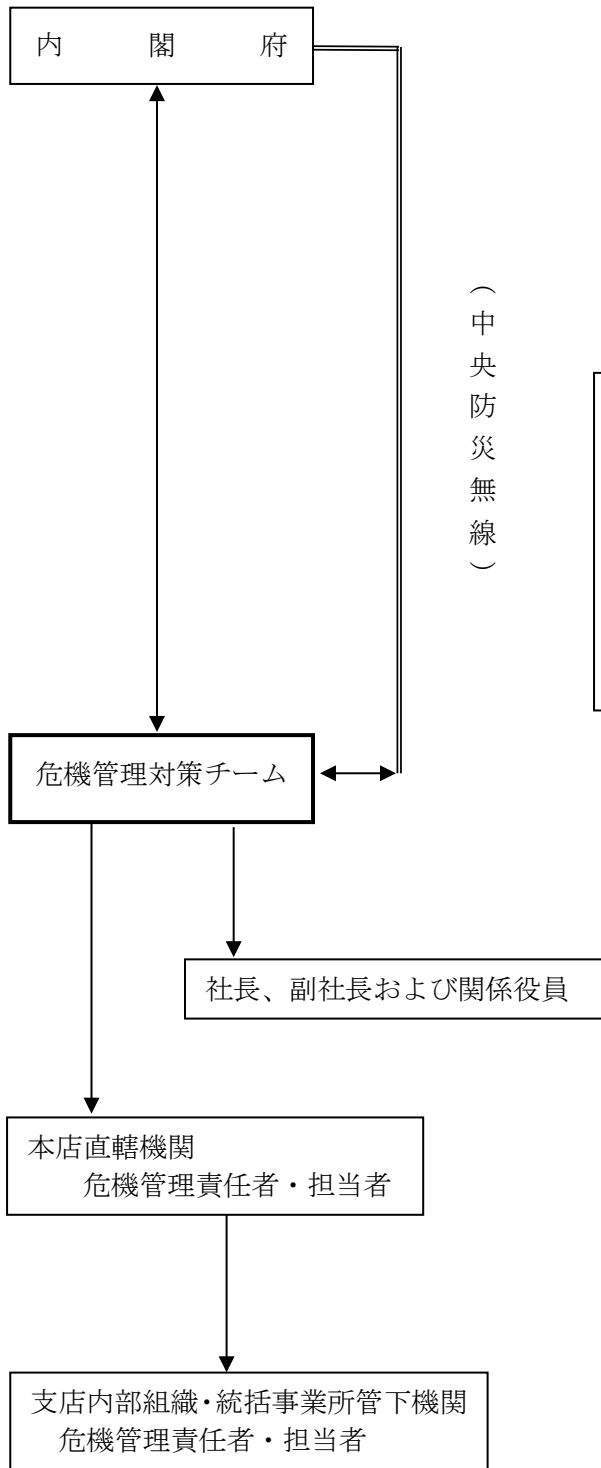 内　　閣　　府
（中央防災無線）
危機管理対策チーム
社長、副社長および関係役員
本店直轄機関
危機管理責任者・担当者
支店内部組織・統括事業所管下機関
危機管理責任者・担当者